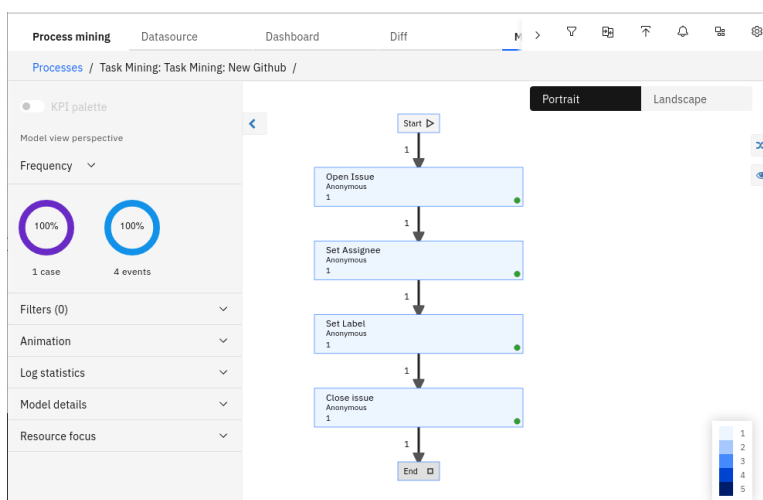 Process mining
Datasource
Dashboard
Diff
Processes / Task Mining: Task Mining: New Github /
KPI palette
Model view perspective
Frequency
100%
100%
1 case
4 events
Filters (0)
Animation
Log statistics
Model details
Resource focus
Portrait
Landscape
Start
1
Open Issue
Anonymous
1
1
Set Assignee
Anonymous
1
1
Set Label
Anonymous
1
1
Close issue
Anonymous
1
1
End
1
2
3
4
5